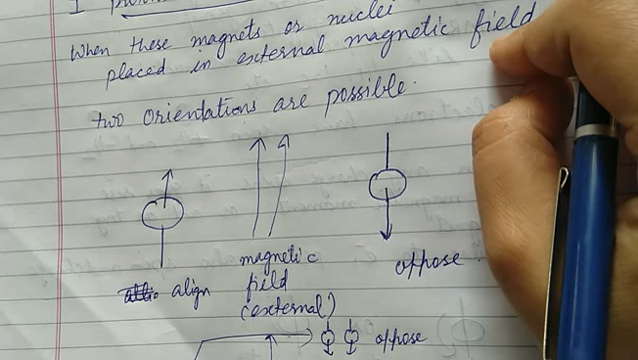 When these magnets or nuclei
placed in external magnetic field
two orientations are possible.
align
magnetic
field
(external)
oppose.
oppose